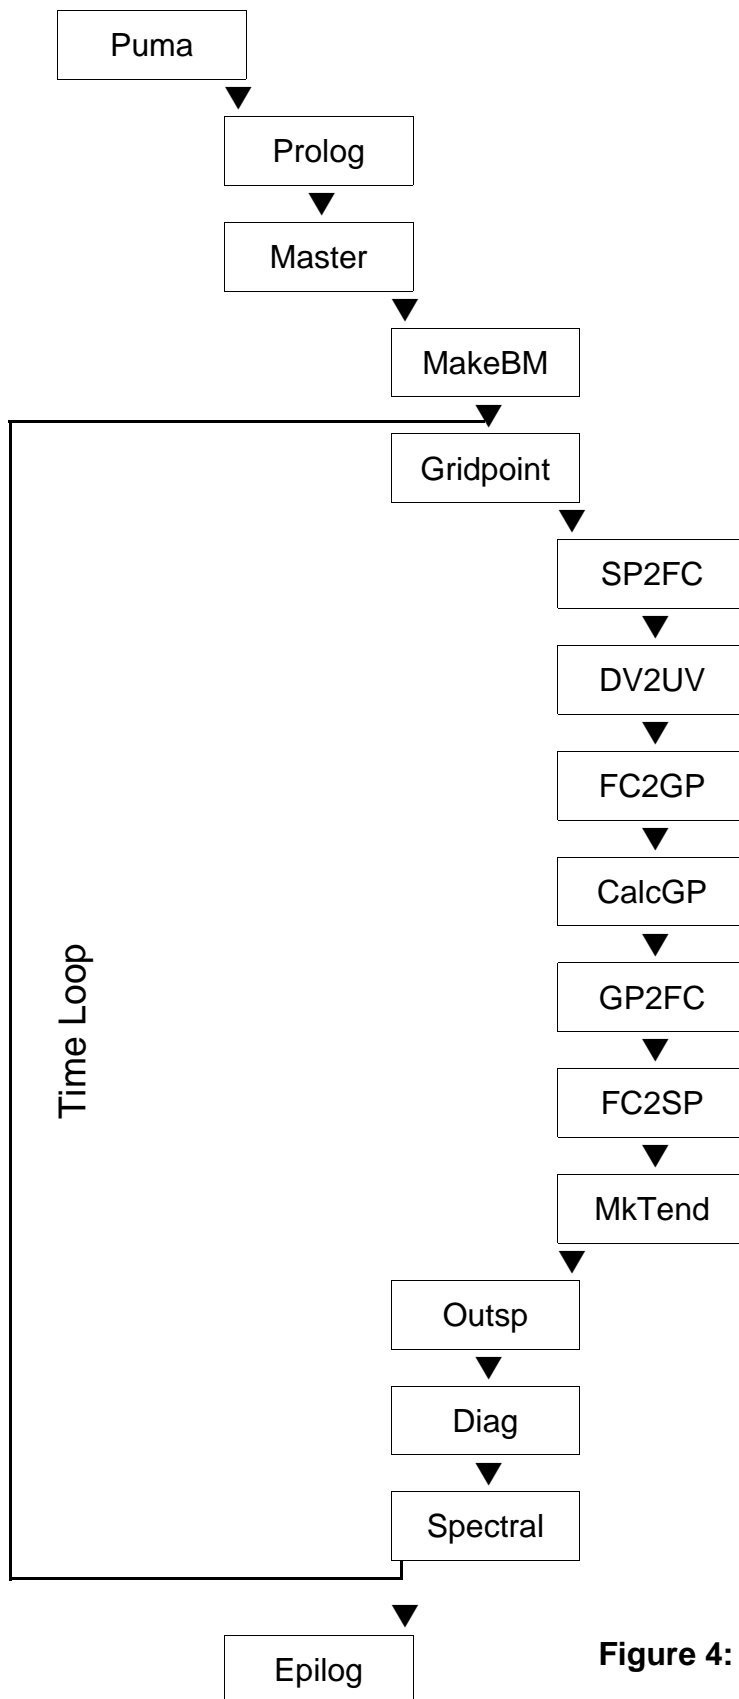 Puma
Prolog
Master
MakeBM
Gridpoint
SP2FC
DV2UV
FC2GP
CalcGP
GP2FC
FC2SP
MkTend
Time Loop
Outsp
Diag
Spectral
Epilog
Figure 4: